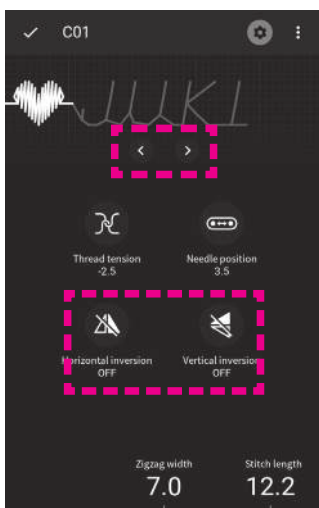 C01
JUKI
Thread tension
-2.5
Needle position
3.5
Horizontal inversion
OFF
Vertical inversion
OFF
Zigzag width
7.0
Stitch length
12.2